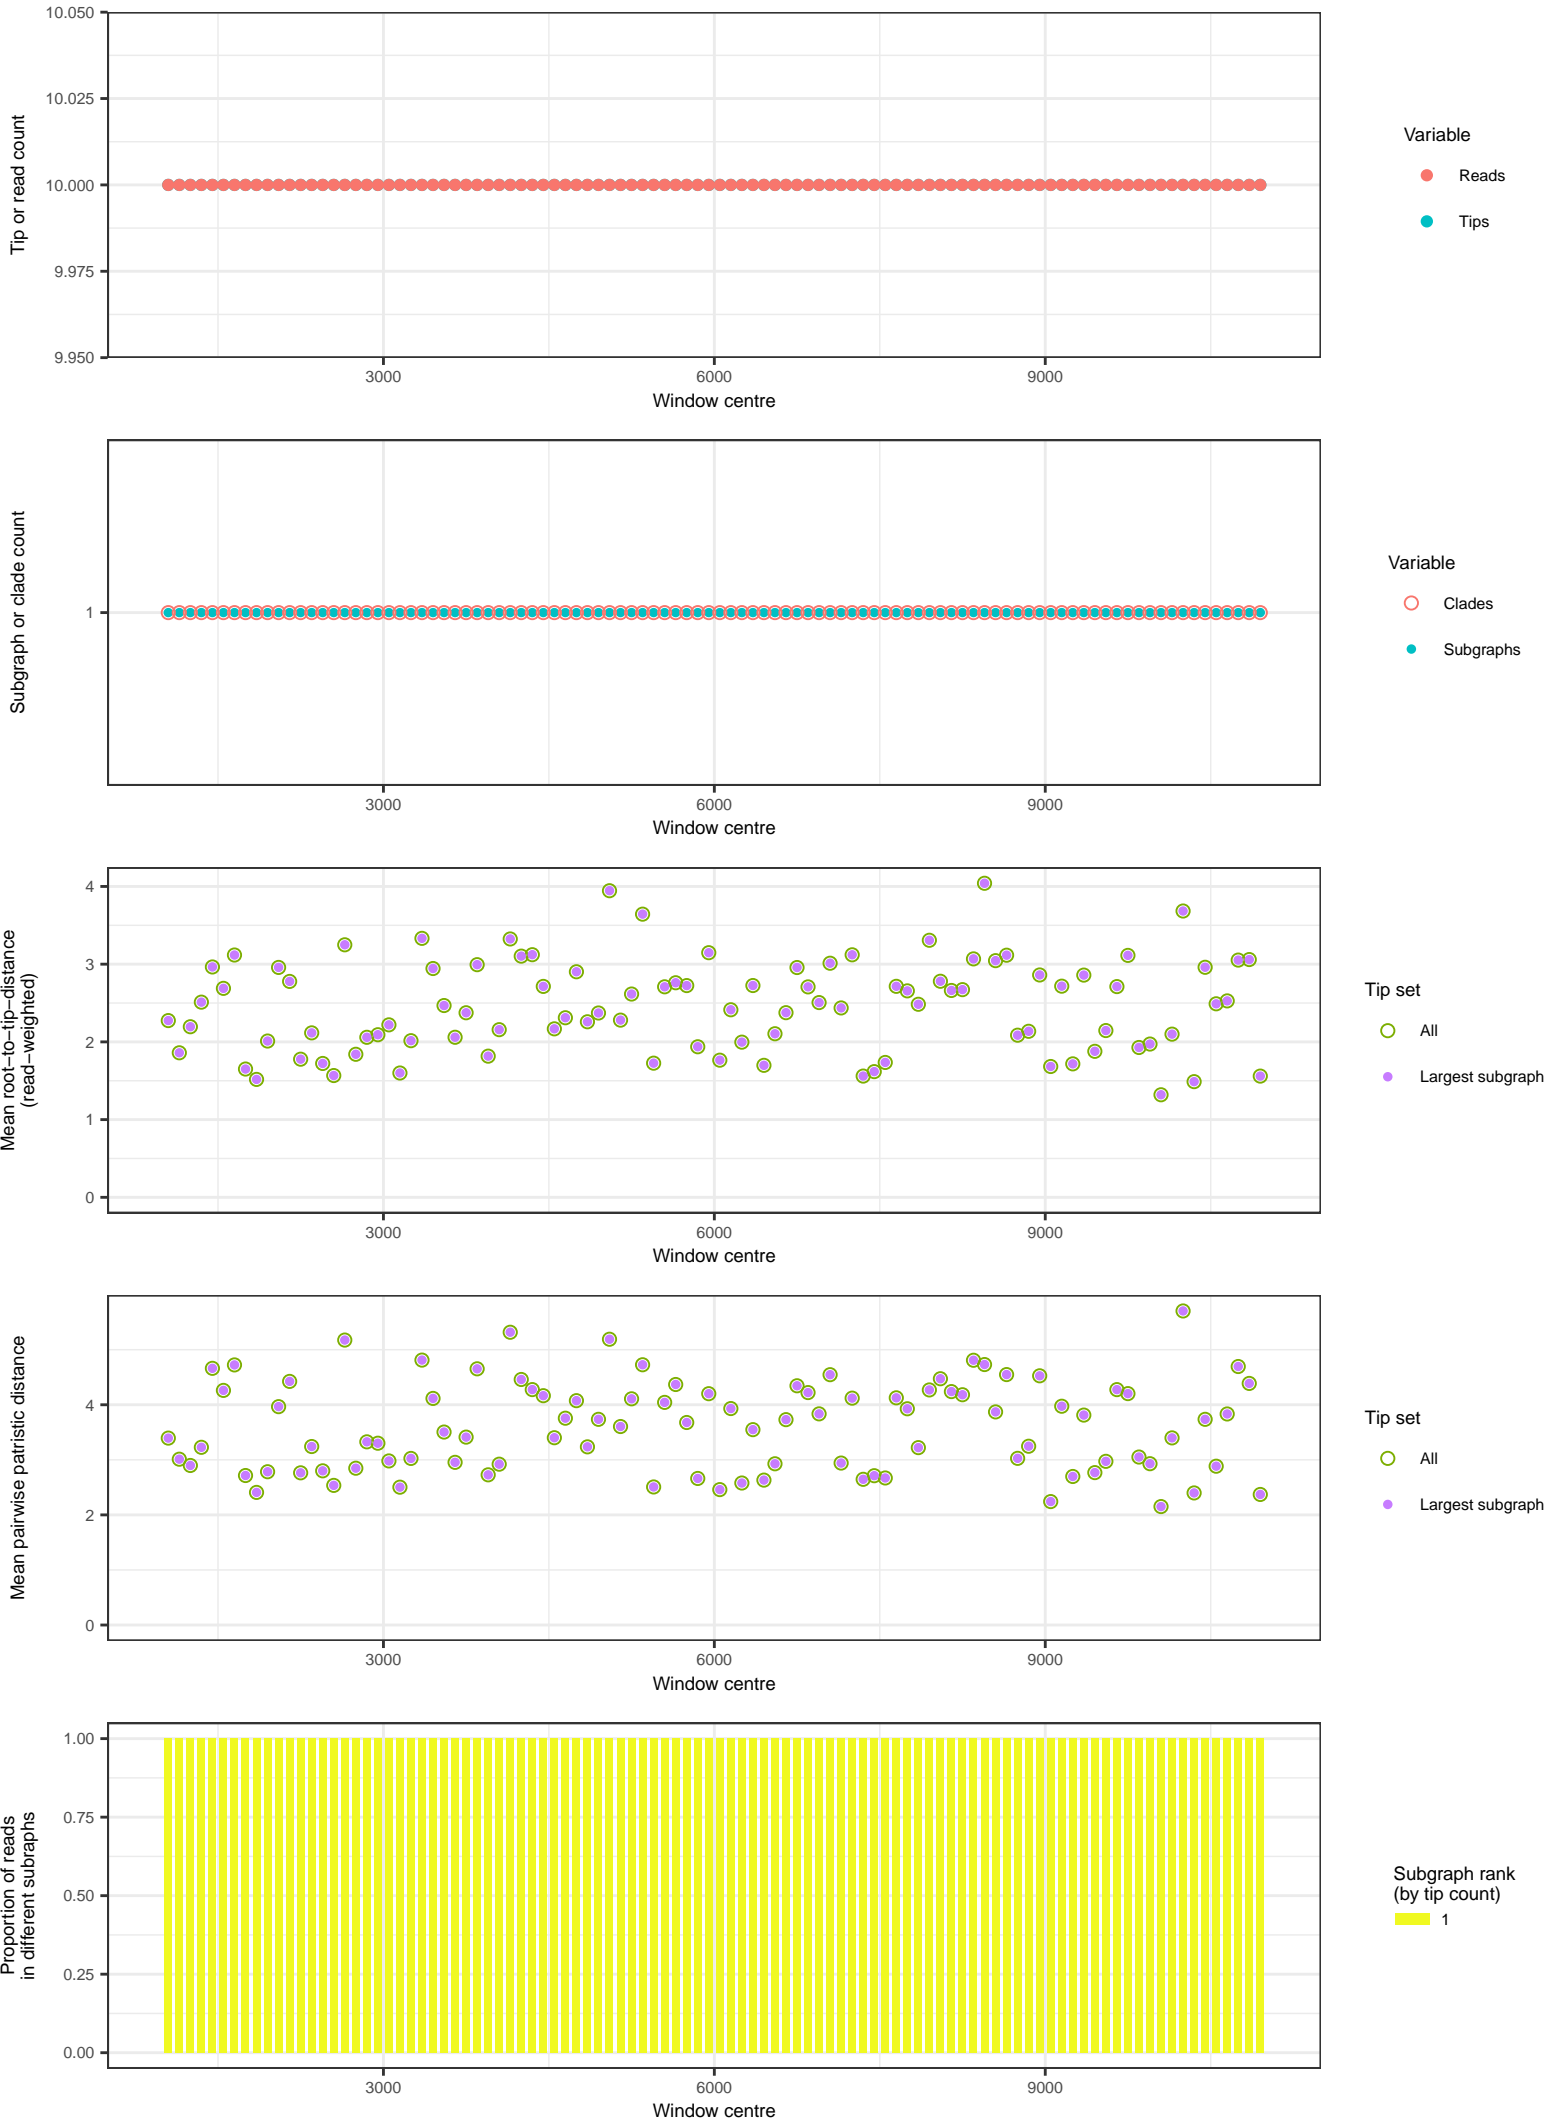 10.050
10.025
10.000
9.975
9.950
Tip or read count
3000
6000
9000
Window centre
Variable
Reads
Tips
1
Subgraph or clade count
3000
6000
9000
Window centre
Variable
Clades
Subgraphs
4
3
2
1
0
Mean root−to−tip−distance
(read−weighted)
3000
6000
9000
Window centre
Tip set
All
Largest subgraph
4
2
0
Mean pairwise patristic distance
3000
6000
9000
Window centre
Tip set
All
Largest subgraph
1.00
0.75
0.50
0.25
0.00
Proportion of reads
in different subraphs
3000
6000
9000
Window centre
Subgraph rank
(by tip count)
1